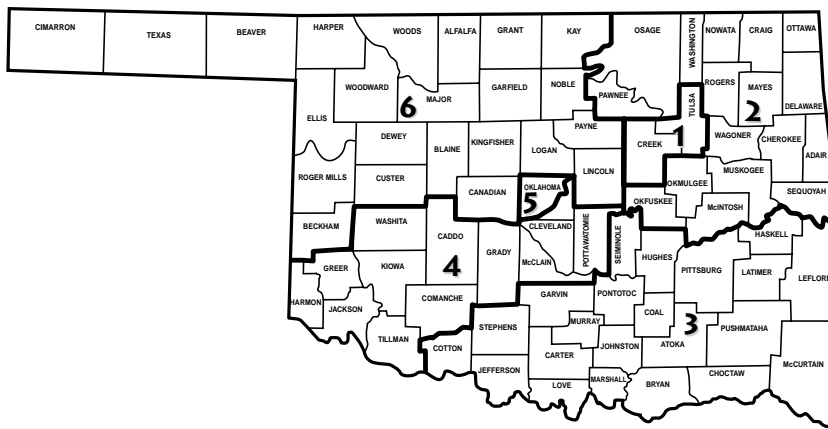 CIMARRON
TEXAS
BEAVER
HARPER
WOODS
ALFALFA
GRANT
KAY
OSAGE
WASHINGTON
NOWATA
CRAIG
OTTAWA
WOODWARD
MAJOR
GARFIELD
NOBLE
PAWNEE
TULSA
ROGERS
MAYES
DELAWARE
6
2
ELLIS
DEWEY
BLAINE
KINGFISHER
LOGAN
PAYNE
CREEK
1
WAGONER
CHEROKEE
ADAIR
ROGER MILLS
CUSTER
CANADIAN
OKLAHOMA
5
LINCOLN
OKMULGEE
MUSKOGEE
SEQUOYAH
OKFUSKEE
McINTOSH
BECKHAM
WASHITA
CADDO
GRADY
CLEVELAND
McCLAIN
POTTAWATOMIE
SEIMINOLE
HUGHES
PITTSBURG
HASKELL
LATIMER
LEFLORE
GREER
KIOWA
4
HARMON
JACKSON
COMANCHE
GARVIN
PONTOTOC
COAL
3
TILLMAN
COTTON
STEPHENS
MURRAY
JOHNSTON
ATOKA
PUSHMATAHA
McCURTAIN
JEFFERSON
CARTER
LOVE
MARSHALL
BRYAN
CHOCTAW